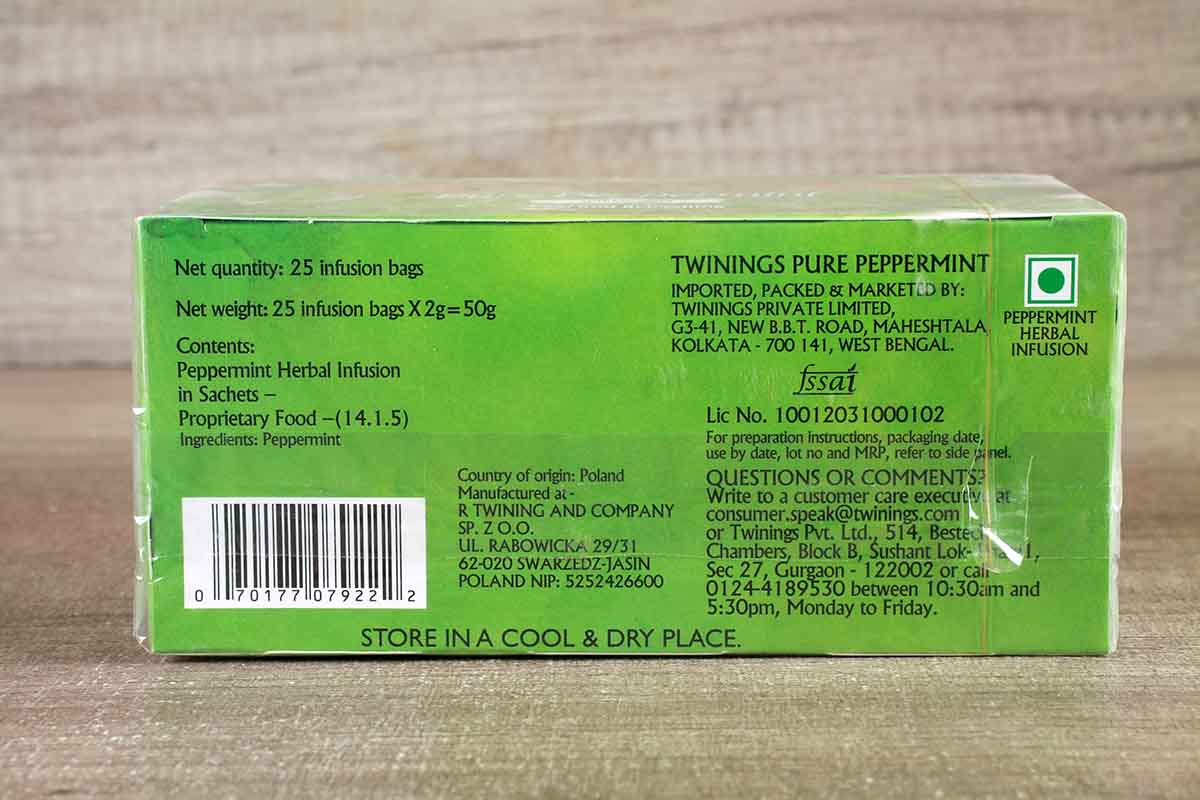 Net quantity: 25 infusion bags
Net weight: 25 infusion bags X 2g=50g
Contents:
Peppermint Herbal Infusion
in Sachets –
Proprietary Food –(14.1.5)
Ingredients: Peppermint
0 70177 07922 2
Country of origin: Poland
Manufactured at -
R TWINING AND COMPANY
SP. Z O.O.
UL. RABOWICKA 29/31
62-020 SWARZEDZ-JASIN
POLAND NIP: 5252426600
TWININGS PURE PEPPERMINT
IMPORTED, PACKED & MARKETED BY:
TWININGS PRIVATE LIMITED,
G3-41, NEW B.B.T. ROAD, MAHESHTALA,
KOLKATA - 700 141, WEST BENGAL.
fssai
Lic No. 10012031000102
For preparation instructions, packaging date,
use by date, lot no and MRP, refer to side panel.
QUESTIONS OR COMMENTS?
Write to a customer care executive at
consumer.speak@twinings.com
or Twinings Pvt. Ltd., 514, Bestech
Chambers, Block B, Sushant Lok- 1,
Sec 27, Gurgaon - 122002 or call
0124-4189530 between 10:30am and
5:30pm, Monday to Friday.
PEPPERMINT
HERBAL
INFUSION
STORE IN A COOL & DRY PLACE.